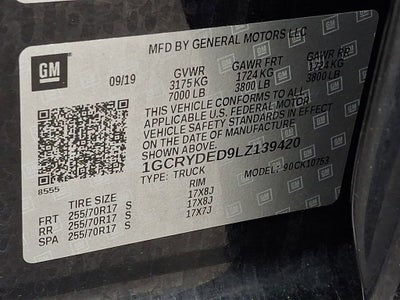 GM
MFD BY GENERAL MOTORS LLC
09/19
GVWR GAWR FRT GAWR RR
3175 KG 1724 KG 1724 KG
7000 LB 3800 LB 3800 LB
THIS VEHICLE CONFORMS TO ALL
APPLICABLE U.S. FEDERAL MOTOR
VEHICLE SAFETY STANDARDS IN EFFECT
ON THE DATE OF MANUFACTURE
SHOWN ABOVE.
1GCRYDED9LZ139420
TYPE: TRUCK MODEL: 90CK10753
8555
TIRE SIZE RIM
FRT 255/70R17 S 17X8J
RR 255/70R17 S 17X8J
SPA 255/70R17 S 17X7J